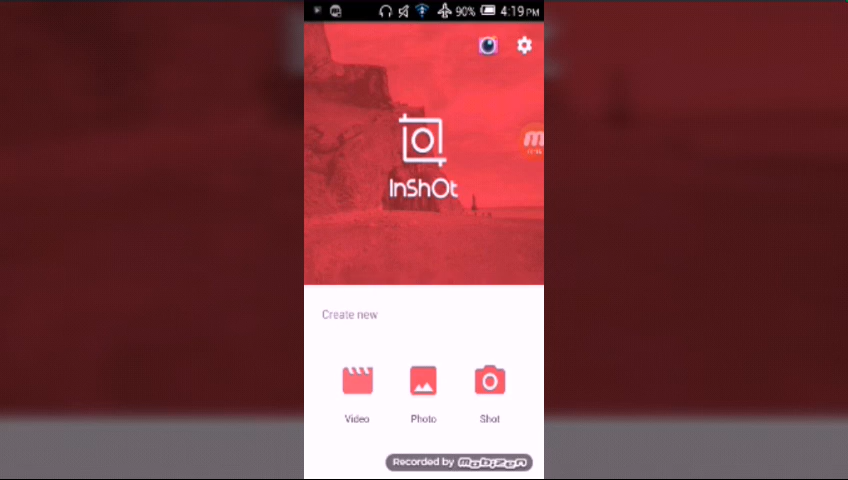 90% 4:19 PM
InShOt
Create new
Video Photo Shot
Recorded by mobizen